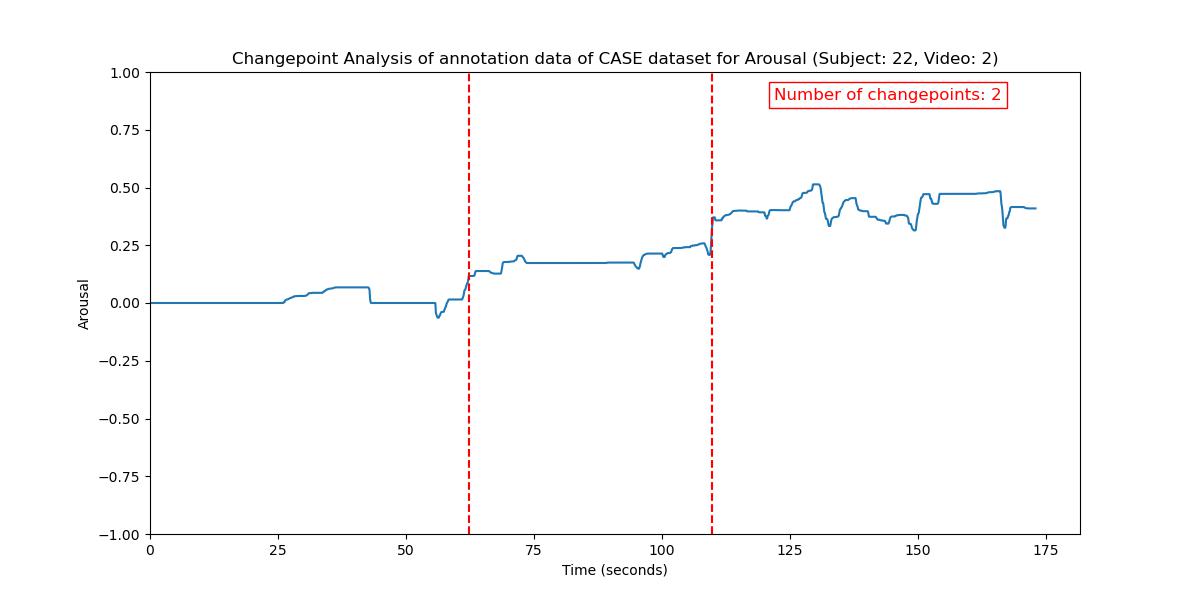 Changepoint Analysis of annotation data of CASE dataset for Arousal (Subject: 22, Video: 2)
Number of changepoints: 2
1.00
0.75
0.50
0.25
0.00
−0.25
−0.50
−0.75
−1.00
Arousal
0 25 50 75 100 125 150 175
Time (seconds)